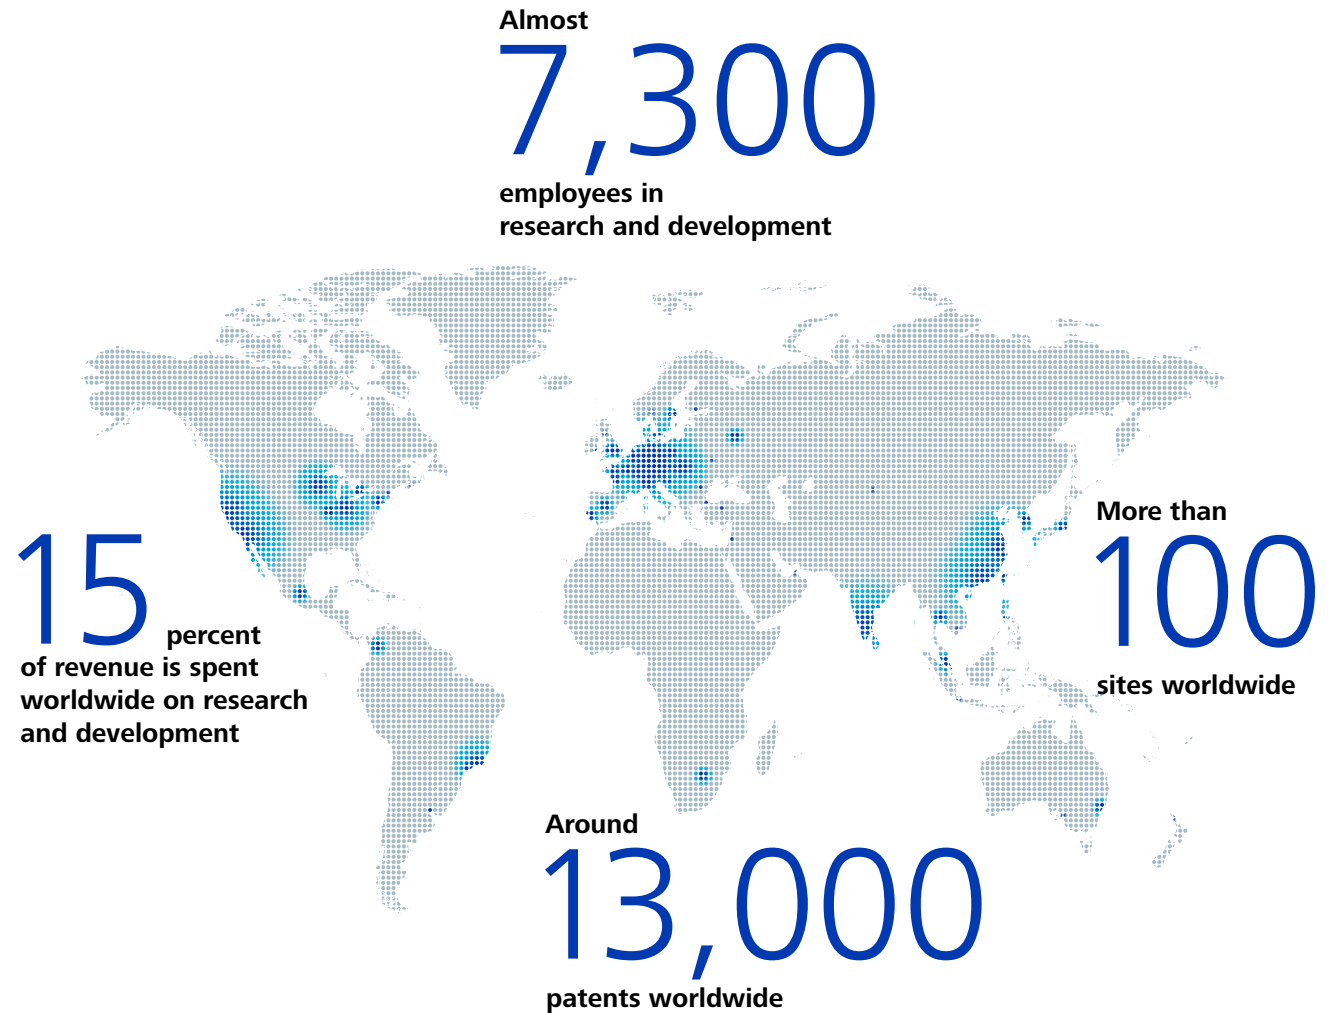 Almost
7,300
employees in
research and development
More than
100
sites worldwide
15 percent
of revenue is spent
worldwide on research
and development
Around
13,000
patents worldwide